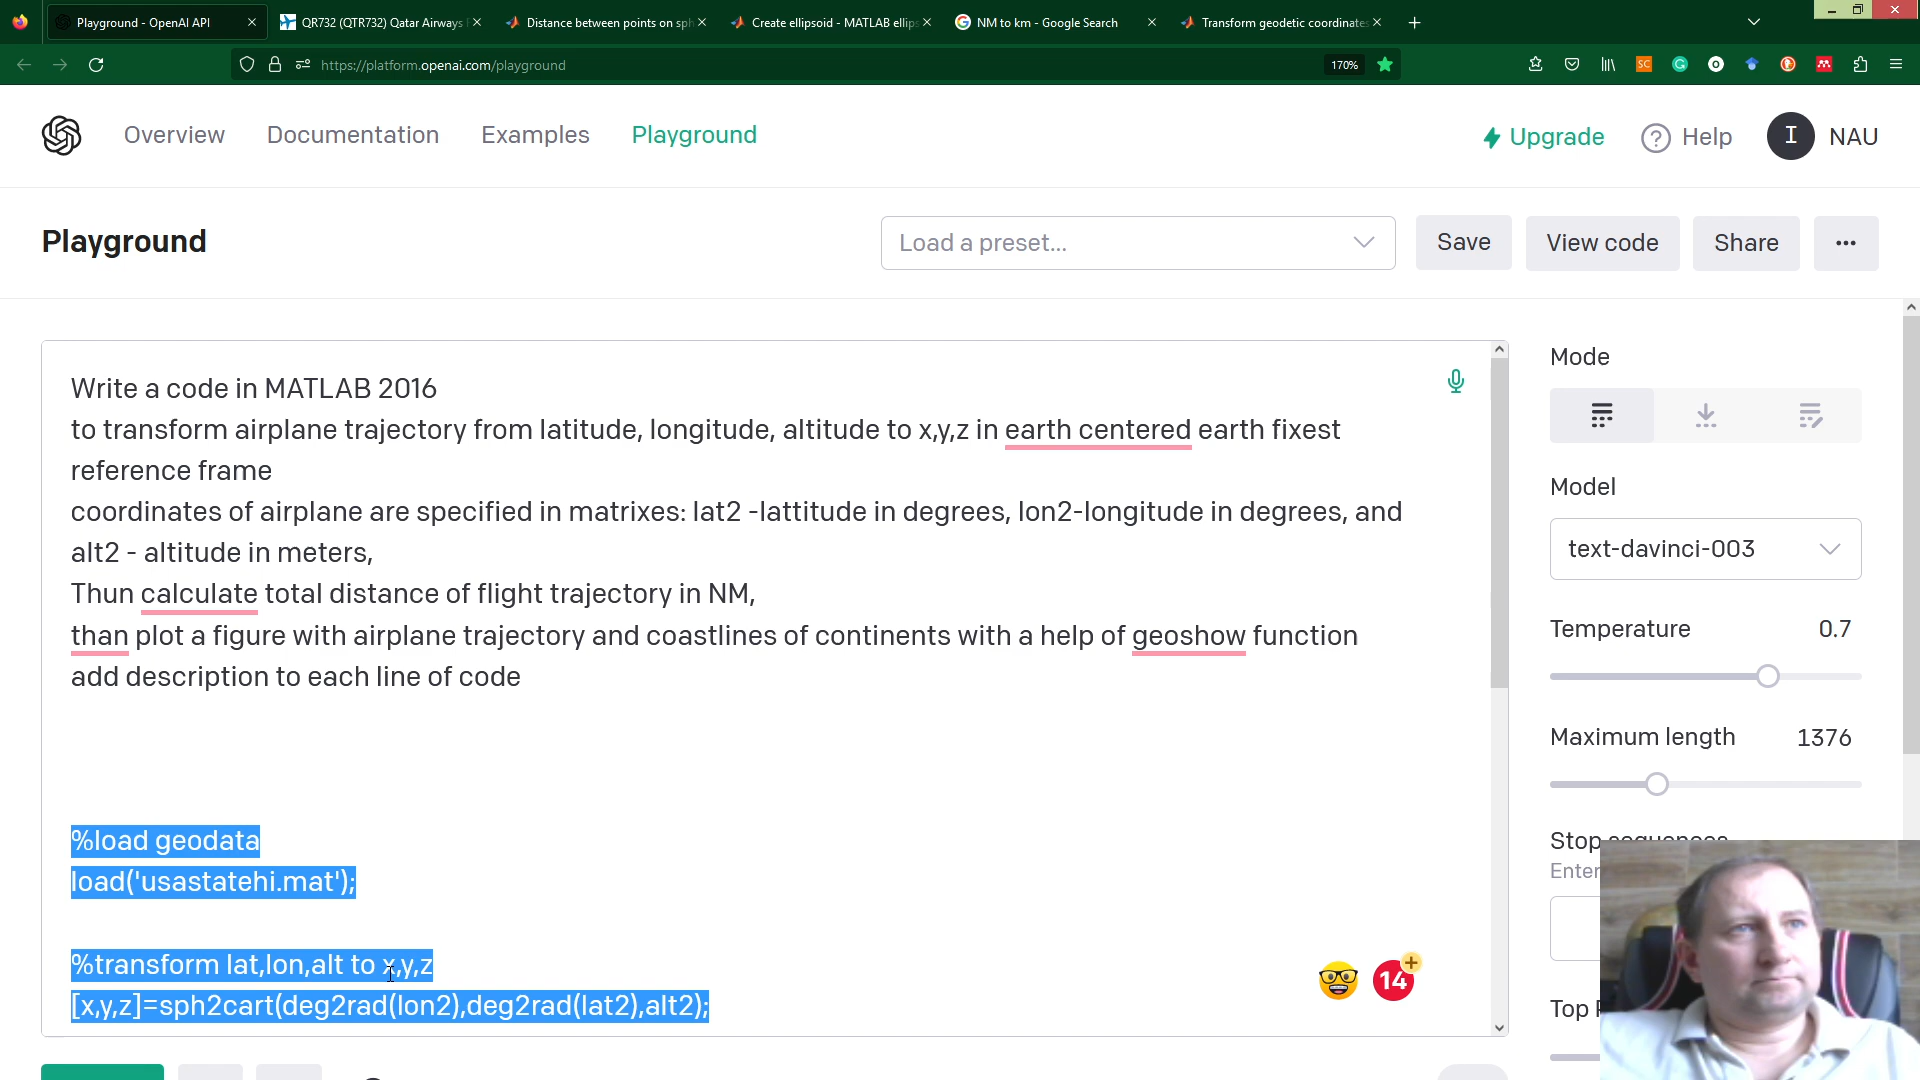 Playground - OpenAI API
QR732 (QTR732) Qatar Airways
Distance between points on sph
Create ellipsoid - MATLAB ellips
NM to km - Google Search
Transform geodetic coordinates
https://platform.openai.com/playground
170%
SC
Overview
Documentation
Examples
Playground
Upgrade
? Help
I
NAU
Playground
Load a preset...
Save
View code
Share
...
Write a code in MATLAB 2016
to transform airplane trajectory from latitude, longitude, altitude to x,y,z in earth centered earth fixest
reference frame
coordinates of airplane are specified in matrixes: lat2 -lattitude in degrees, lon2-longitude in degrees, and
alt2 - altitude in meters,
Thun calculate total distance of flight trajectory in NM,
than plot a figure with airplane trajectory and coastlines of continents with a help of geoshow function
add description to each line of code
%load geodata
load('usastatehi.mat');
%transform lat,lon,alt to x,y,z
[x,y,z]=sph2cart(deg2rad(lon2),deg2rad(lat2),alt2);
14
+
Mode
Model
text-davinci-003
Temperature
0.7
Maximum length
1376
Stop sequences
Enter
Top